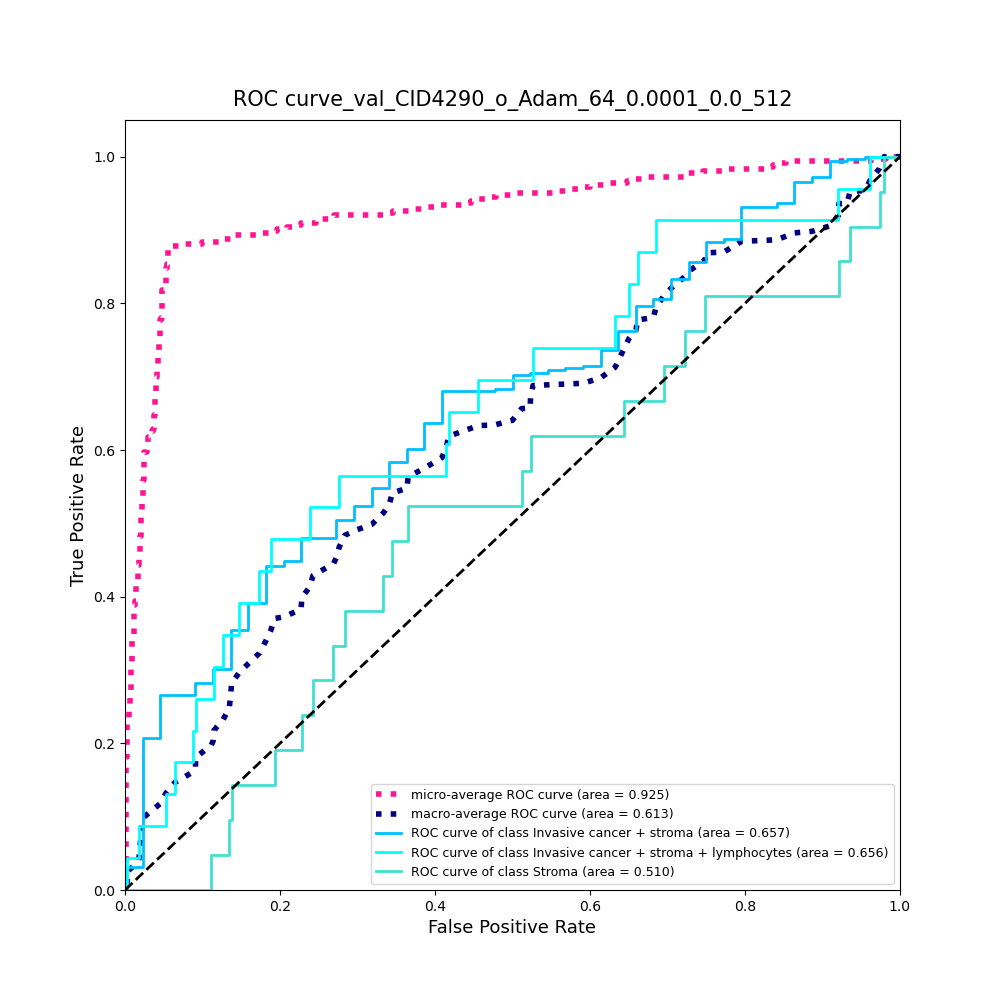 ROC curve_val_CID4290_o_Adam_64_0.0001_0.0_512
True Positive Rate
1.0
0.8
0.6
0.4
0.2
0.0
micro-average ROC curve (area = 0.925)
macro-average ROC curve (area = 0.613)
ROC curve of class Invasive cancer + stroma (area = 0.657)
ROC curve of class Invasive cancer + stroma + lymphocytes (area = 0.656)
ROC curve of class Stroma (area = 0.510)
0.0 0.2 0.4 0.6 0.8 1.0
False Positive Rate